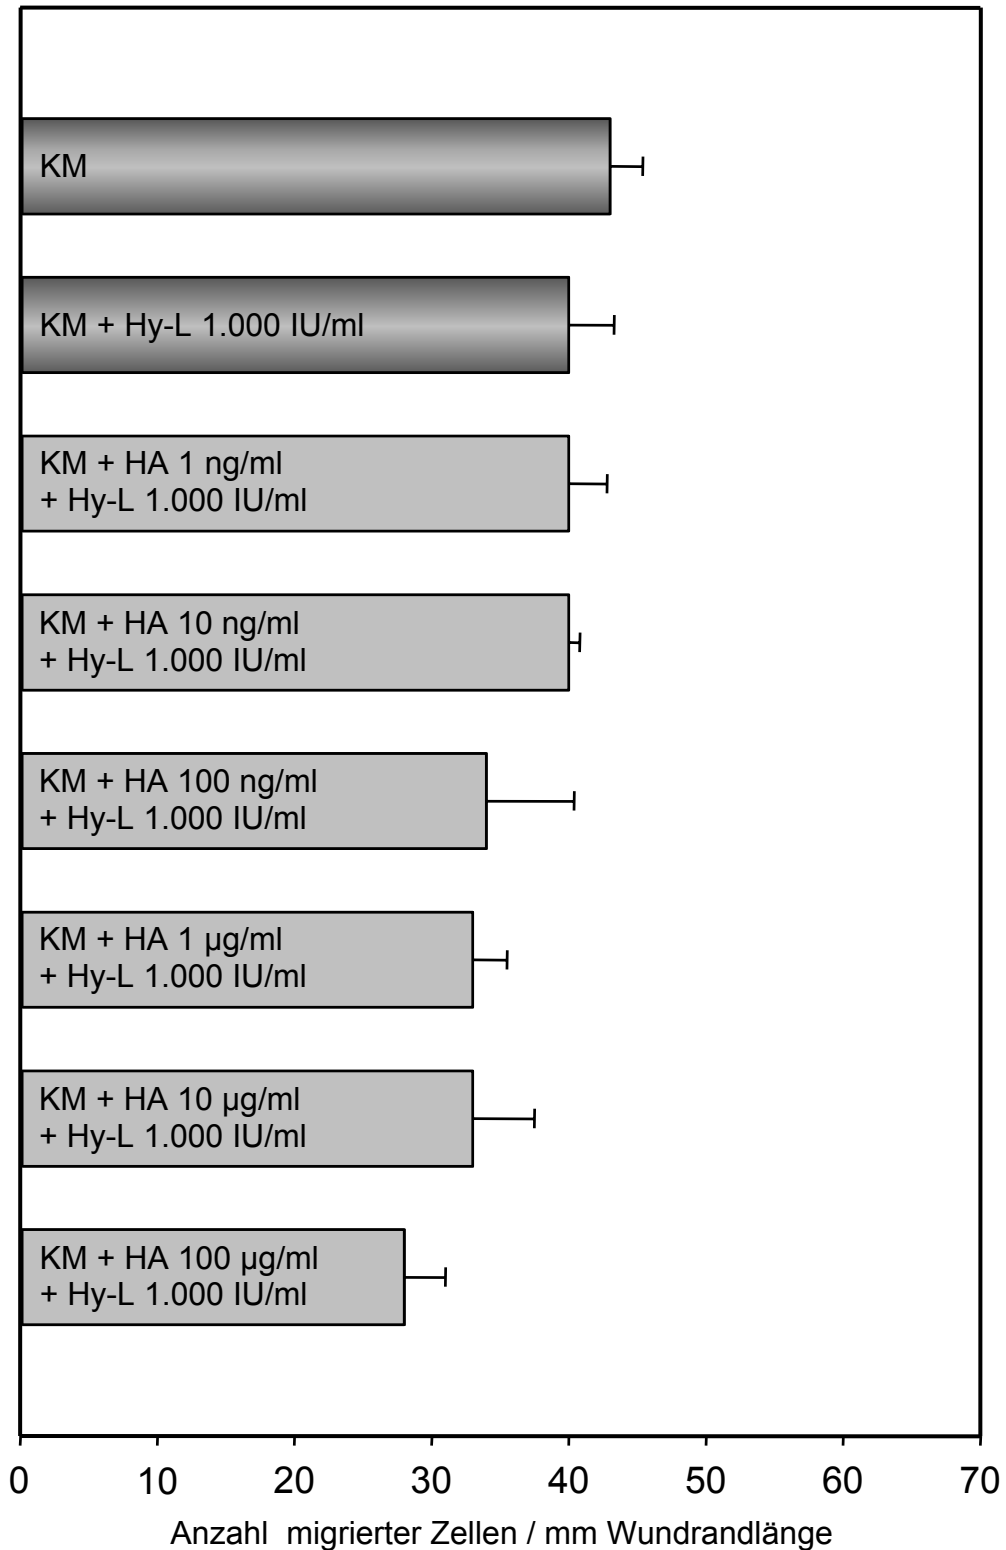 KM
KM + Hy-L 1.000 IU/ml
KM + HA 1 ng/ml
+ Hy-L 1.000 IU/ml
KM + HA 10 ng/ml
+ Hy-L 1.000 IU/ml
KM + HA 100 ng/ml
+ Hy-L 1.000 IU/ml
KM + HA 1 µg/ml
+ Hy-L 1.000 IU/ml
KM + HA 10 µg/ml
+ Hy-L 1.000 IU/ml
KM + HA 100 µg/ml
+ Hy-L 1.000 IU/ml
0 10 20 30 40 50 60 70
Anzahl migrierter Zellen / mm Wundrandlänge